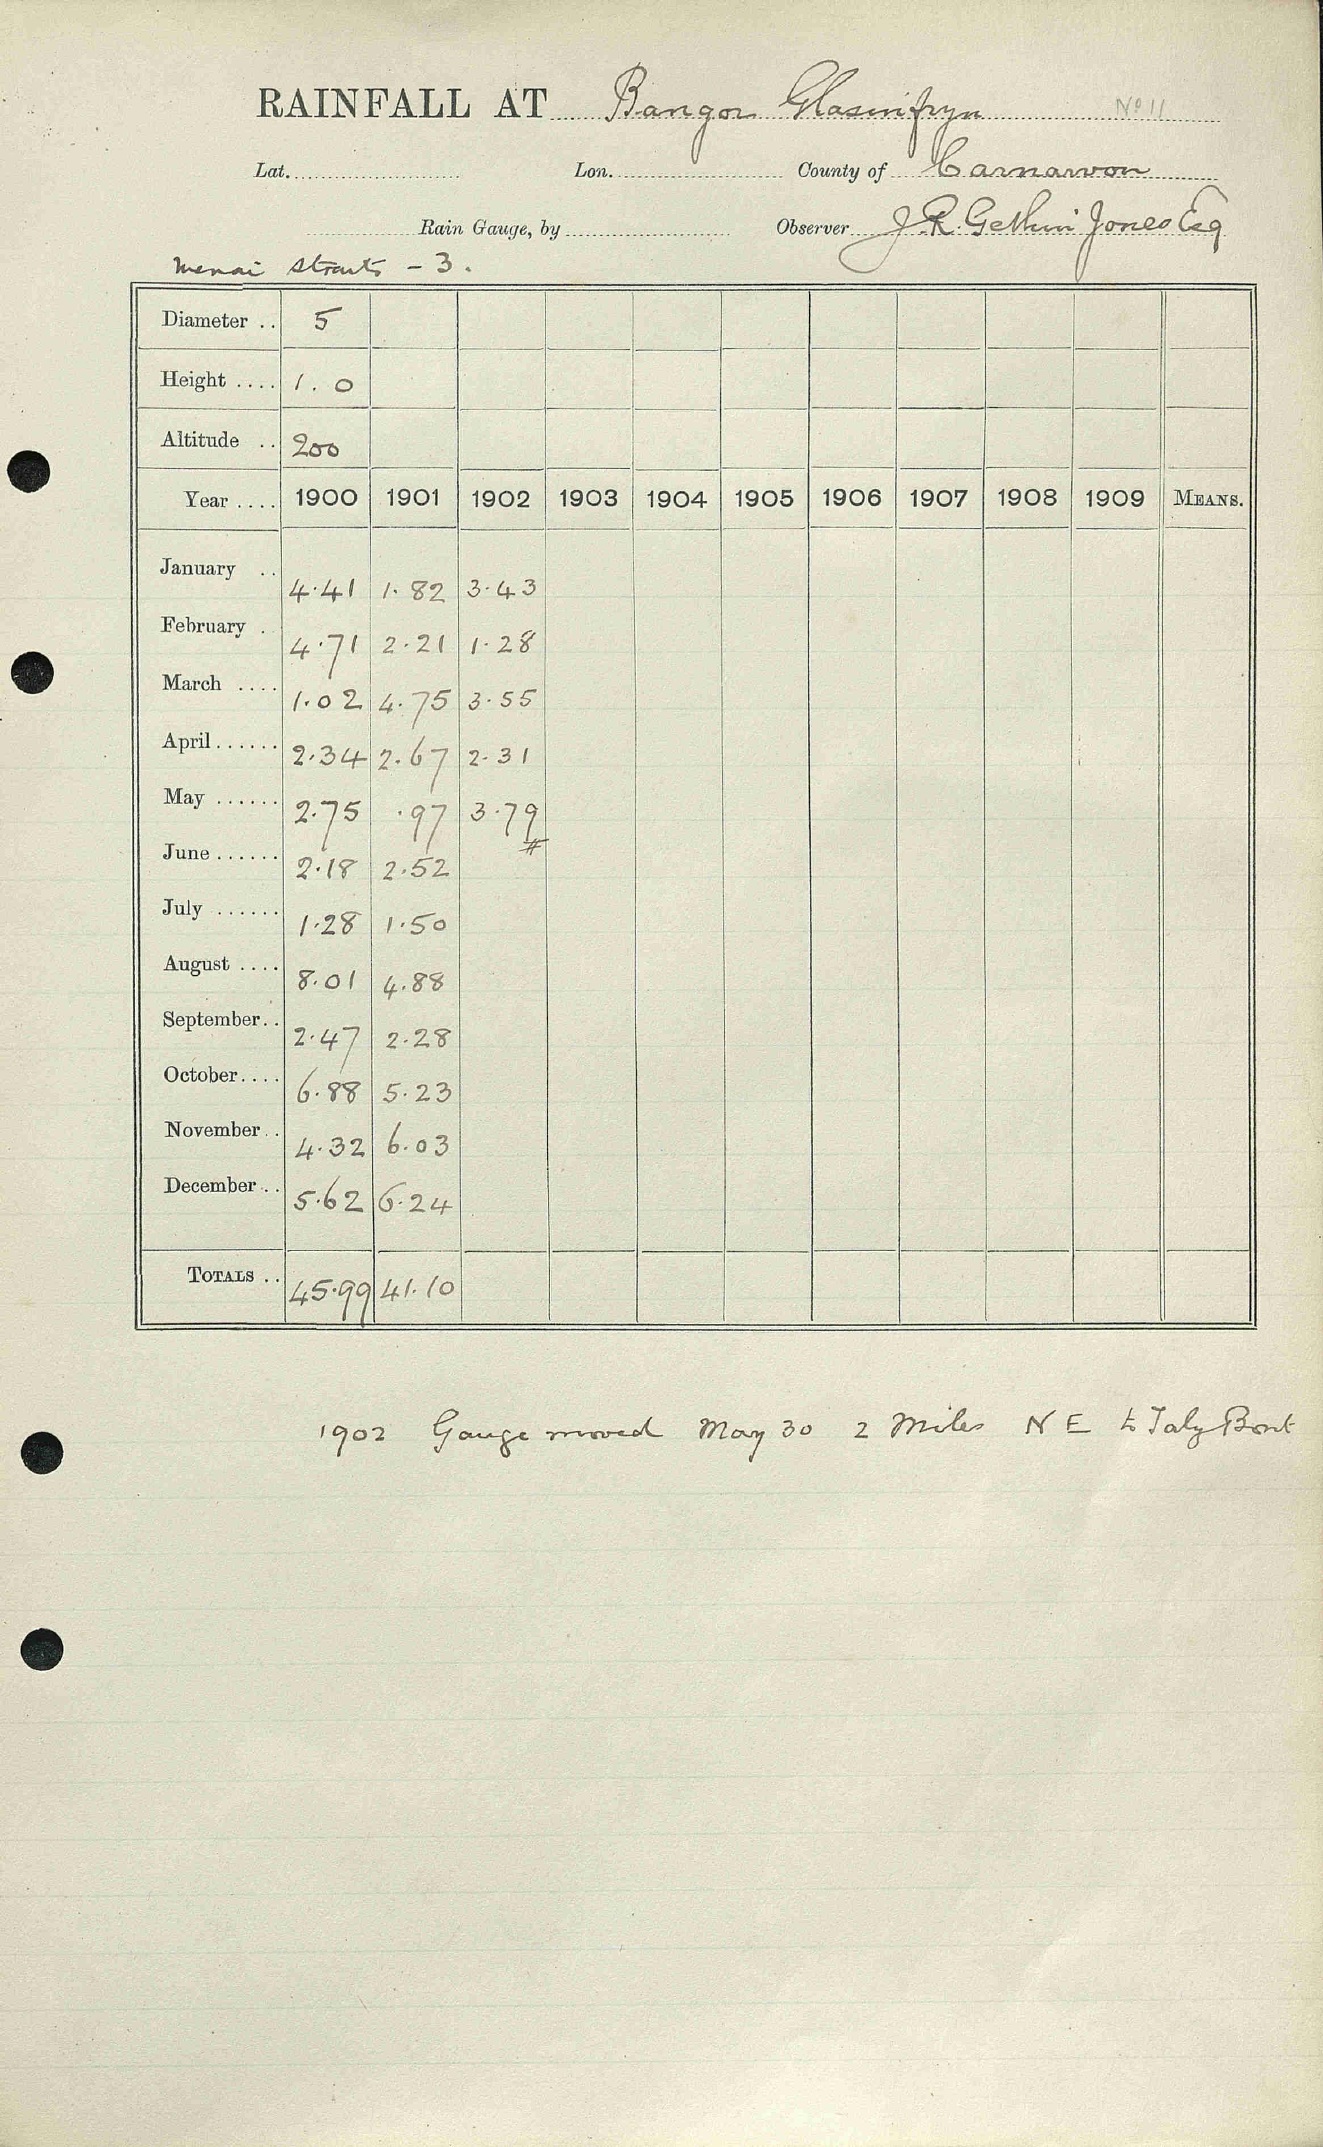 RAINFALL AT Bangor Glasinfryn No 11
Lat. Lon. County of Carnarvon
Rain Gauge, by Observer J. R. Gethin Jones Esq
Menai Straits - 3.
Diameter .. 5
Height .... 1.0
Altitude .. 200
Year .... 1900 1901 1902 1903 1904 1905 1906 1907 1908 1909 MEANS.
January .. 4.41 1.82 3.43
February . 4.71 2.21 1.28
March .... 1.02 4.75 3.55
April...... 2.34 2.67 2.31
May ...... 2.75 .97 3.79 #
June...... 2.18 2.52
July ...... 1.28 1.50
August .... 8.01 4.88
September.. 2.47 2.28
October.... 6.88 5.23
November.. 4.32 6.03
December.. 5.62 6.24
TOTALS .. 45.99 41.10
1902 Gauge moved May 30 2 Miles N E to Taly Bont